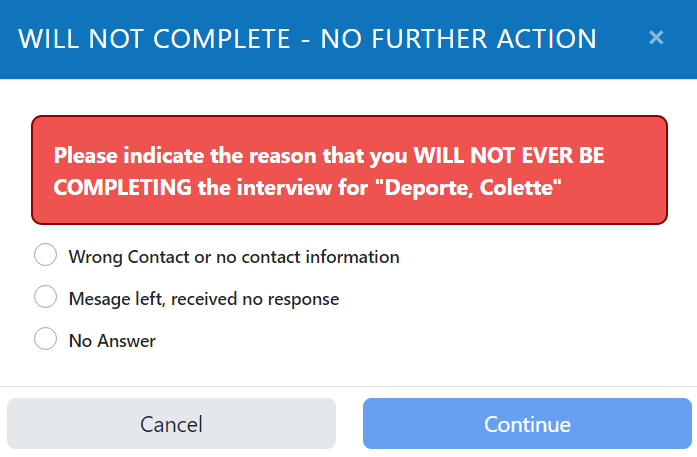 WILL NOT COMPLETE - NO FURTHER ACTION ×
Please indicate the reason that you WILL NOT EVER BE
COMPLETING the interview for "Deporte, Colette"
Wrong Contact or no contact information
Mesage left, received no response
No Answer
Cancel Continue